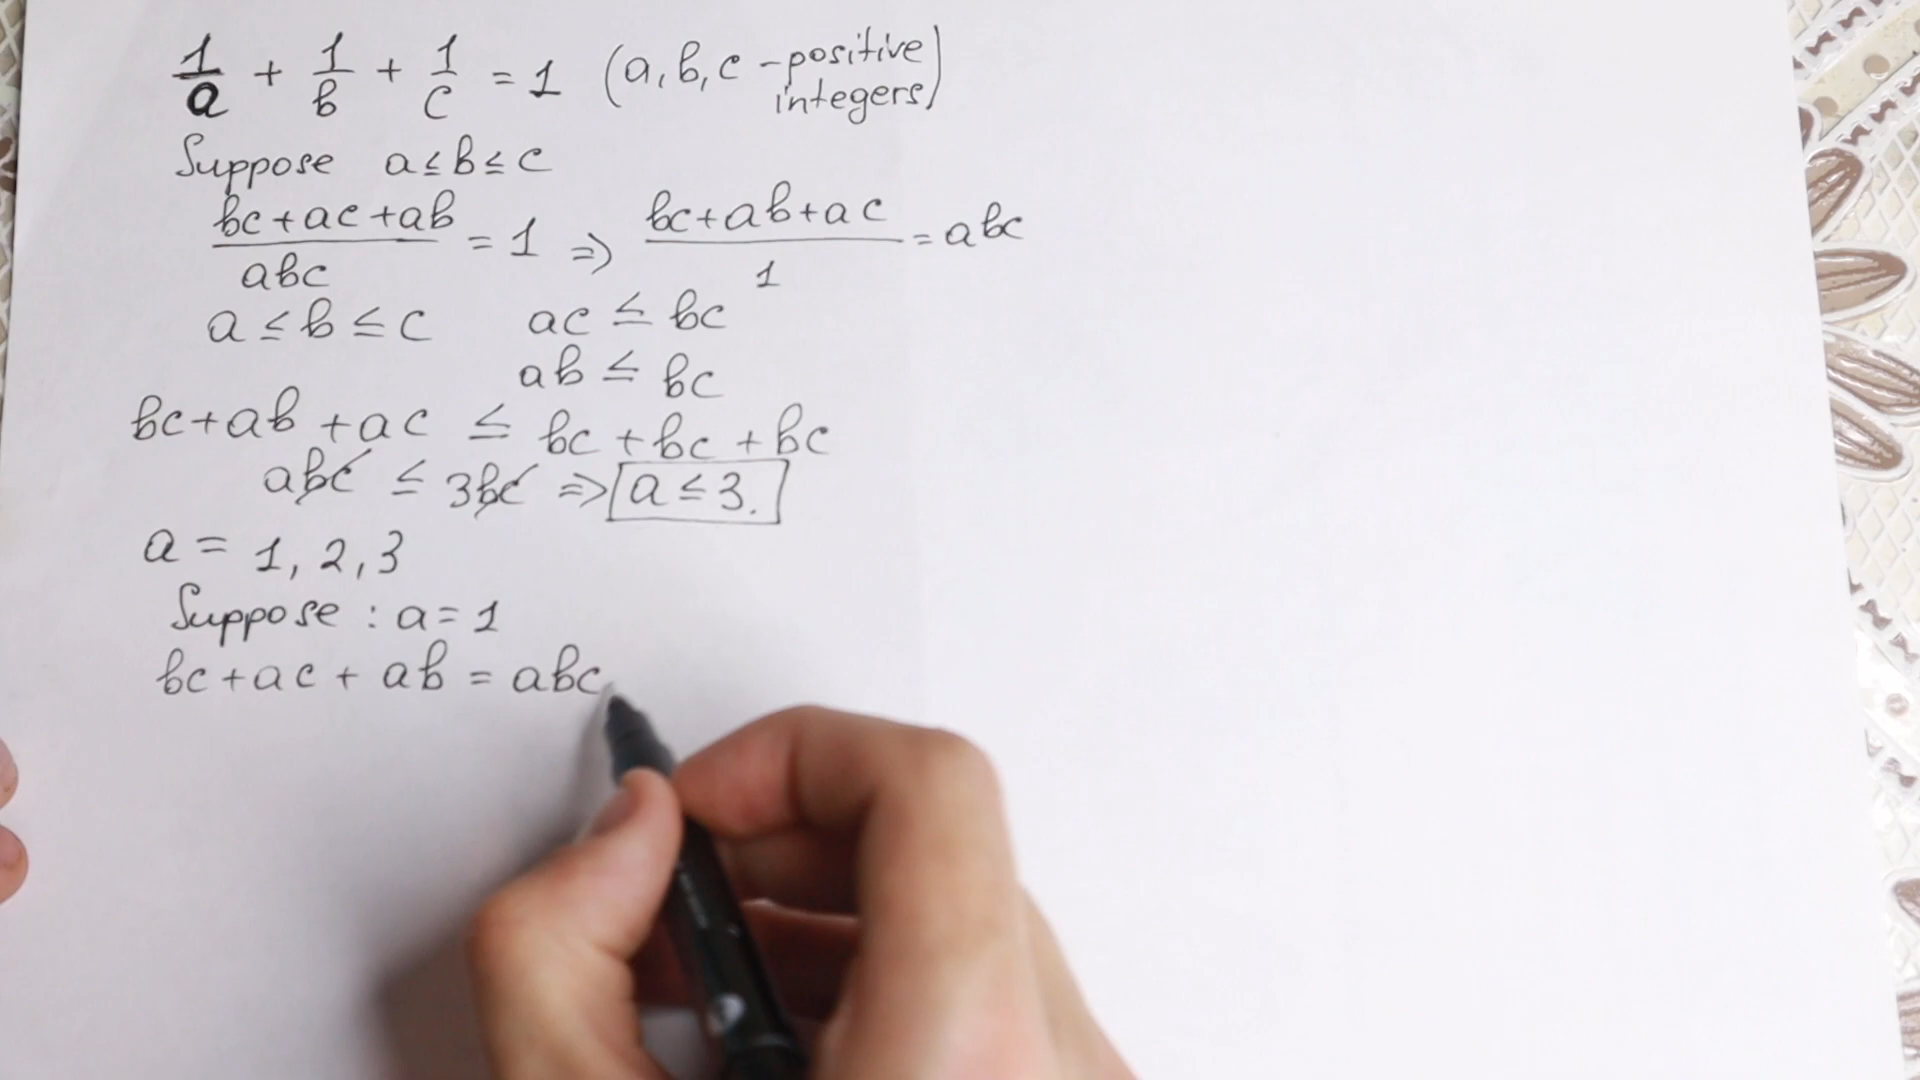 1/a + 1/b + 1/c = 1 (a, b, c - positive integers)
Suppose a ≤ b ≤ c
(bc + ac + ab)/abc = 1 ⇒ (bc + ab + ac)/1 = abc
a ≤ b ≤ c ac ≤ bc
ab ≤ bc
bc + ab + ac ≤ bc + bc + bc
abc ≤ 3bc ⇒ a ≤ 3.
a = 1, 2, 3
Suppose : a = 1
bc + ac + ab = abc